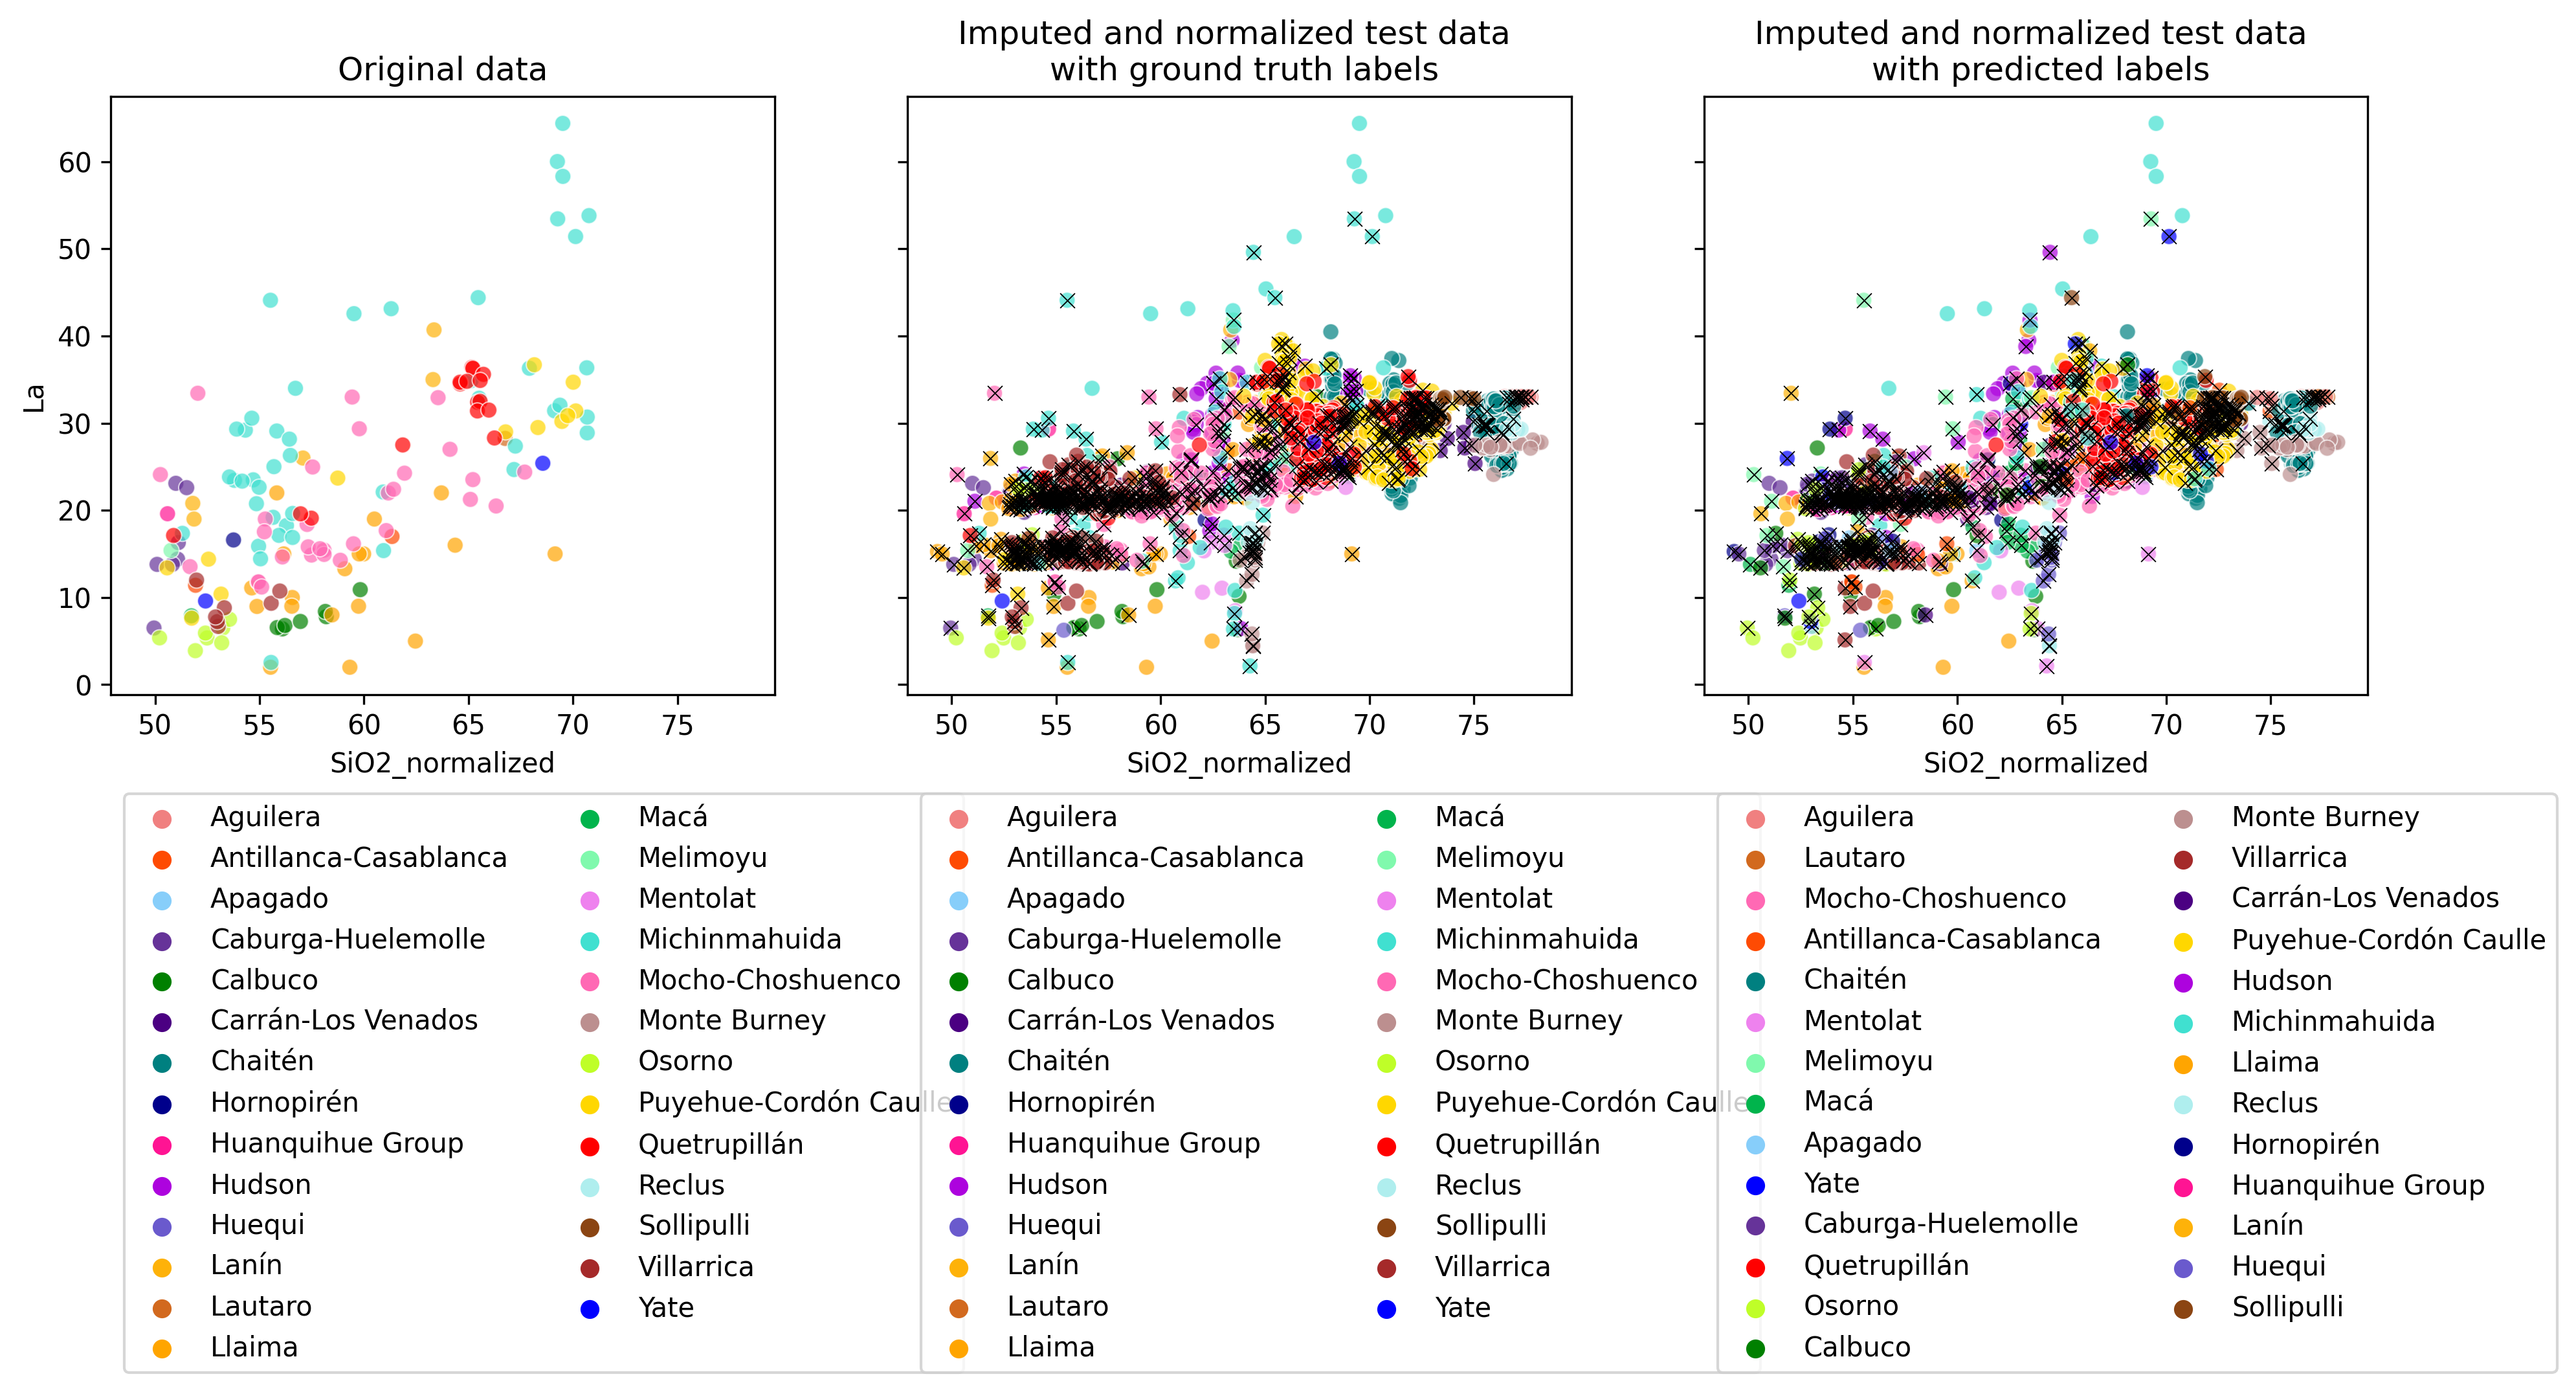 Original data
Imputed and normalized test data
with ground truth labels
Imputed and normalized test data
with predicted labels
La
60
50
40
30
20
10
0
50 55 60 65 70 75
SiO2_normalized
50 55 60 65 70 75
SiO2_normalized
50 55 60 65 70 75
SiO2_normalized
Aguilera
Antillanca-Casablanca
Apagado
Caburga-Huelemolle
Calbuco
Carrán-Los Venados
Chaitén
Hornopirén
Huanquihue Group
Hudson
Huequi
Lanín
Lautaro
Llaima
Macá
Melimoyu
Mentolat
Michinmahuida
Mocho-Choshuenco
Monte Burney
Osorno
Puyehue-Cordón Caulle
Quetrupillán
Reclus
Sollipulli
Villarrica
Yate
Aguilera
Antillanca-Casablanca
Apagado
Caburga-Huelemolle
Calbuco
Carrán-Los Venados
Chaitén
Hornopirén
Huanquihue Group
Hudson
Huequi
Lanín
Lautaro
Llaima
Macá
Melimoyu
Mentolat
Michinmahuida
Mocho-Choshuenco
Monte Burney
Osorno
Puyehue-Cordón Caulle
Quetrupillán
Reclus
Sollipulli
Villarrica
Yate
Aguilera
Lautaro
Mocho-Choshuenco
Antillanca-Casablanca
Chaitén
Mentolat
Melimoyu
Macá
Apagado
Yate
Caburga-Huelemolle
Quetrupillán
Osorno
Calbuco
Monte Burney
Villarrica
Carrán-Los Venados
Puyehue-Cordón Caulle
Hudson
Michinmahuida
Llaima
Reclus
Hornopirén
Huanquihue Group
Lanín
Huequi
Sollipulli